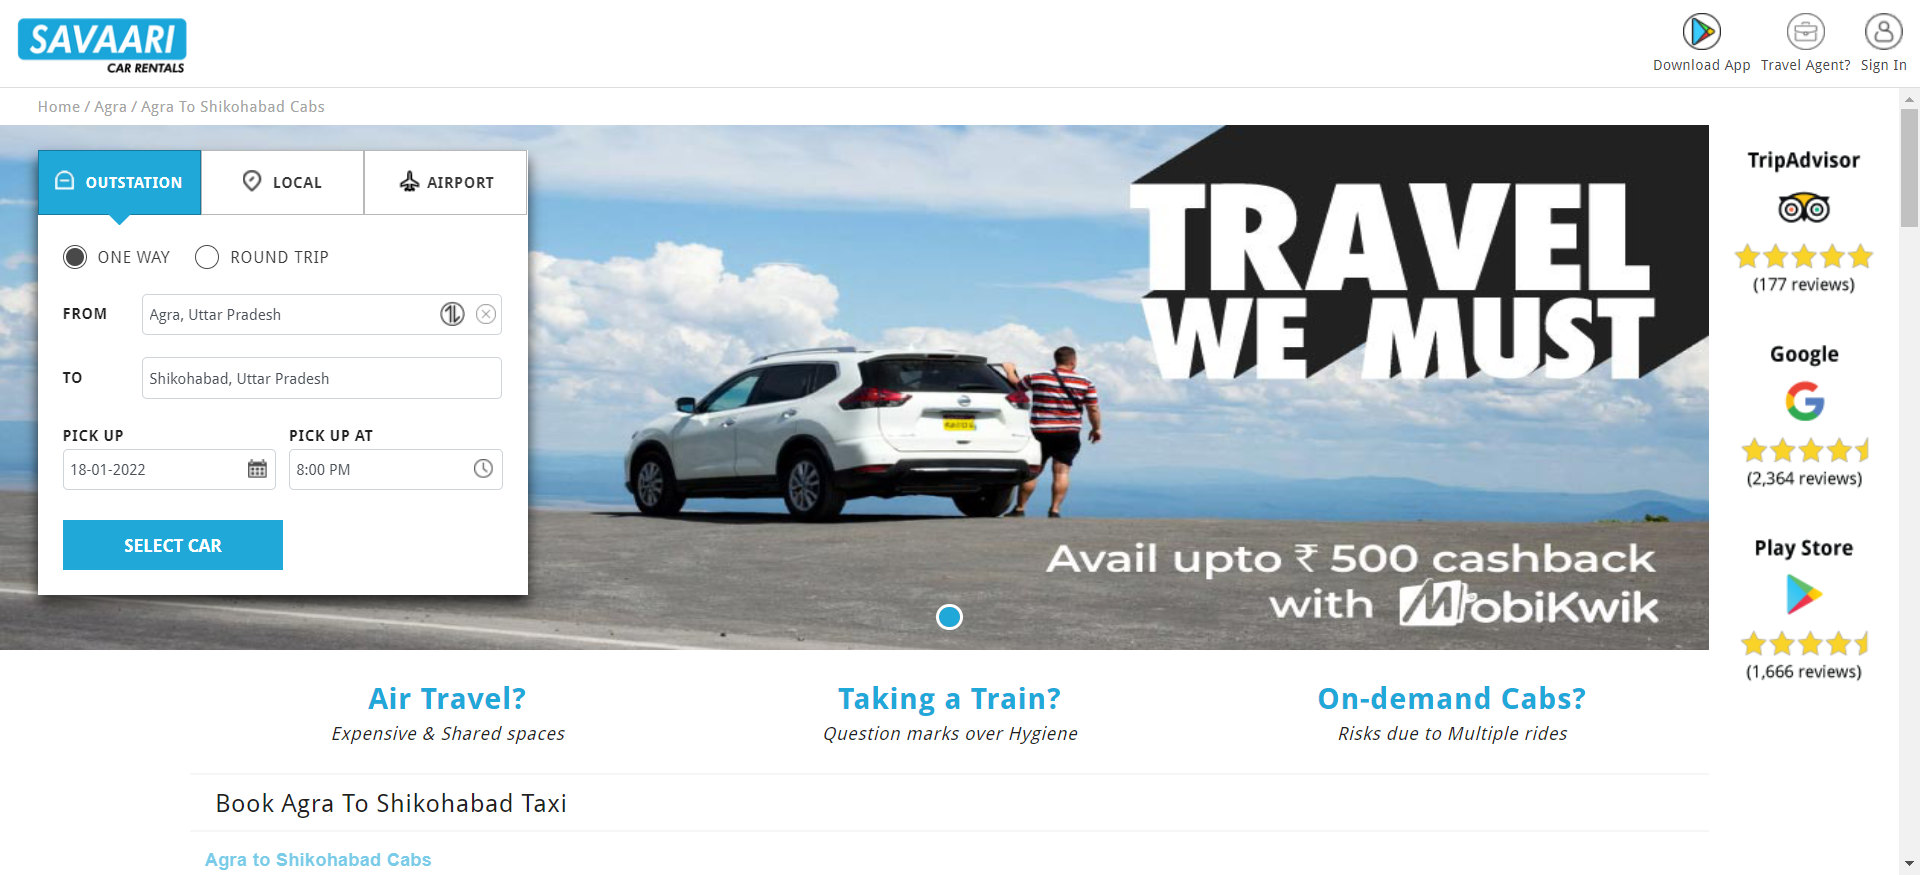 SAVAARI
CAR RENTALS
Download App
Travel Agent?
Sign In
Home / Agra / Agra To Shikohabad Cabs
OUTSTATION
LOCAL
AIRPORT
ONE WAY
ROUND TRIP
FROM
Agra, Uttar Pradesh
TO
Shikohabad, Uttar Pradesh
PICK UP
PICK UP AT
18-01-2022
8:00 PM
SELECT CAR
TRAVEL
WE MUST
Avail upto ₹ 500 cashback
with MobiKwik
TripAdvisor
(177 reviews)
Google
(2,364 reviews)
Play Store
(1,666 reviews)
Air Travel?
Expensive & Shared spaces
Taking a Train?
Question marks over Hygiene
On-demand Cabs?
Risks due to Multiple rides
Book Agra To Shikohabad Taxi
Agra to Shikohabad Cabs